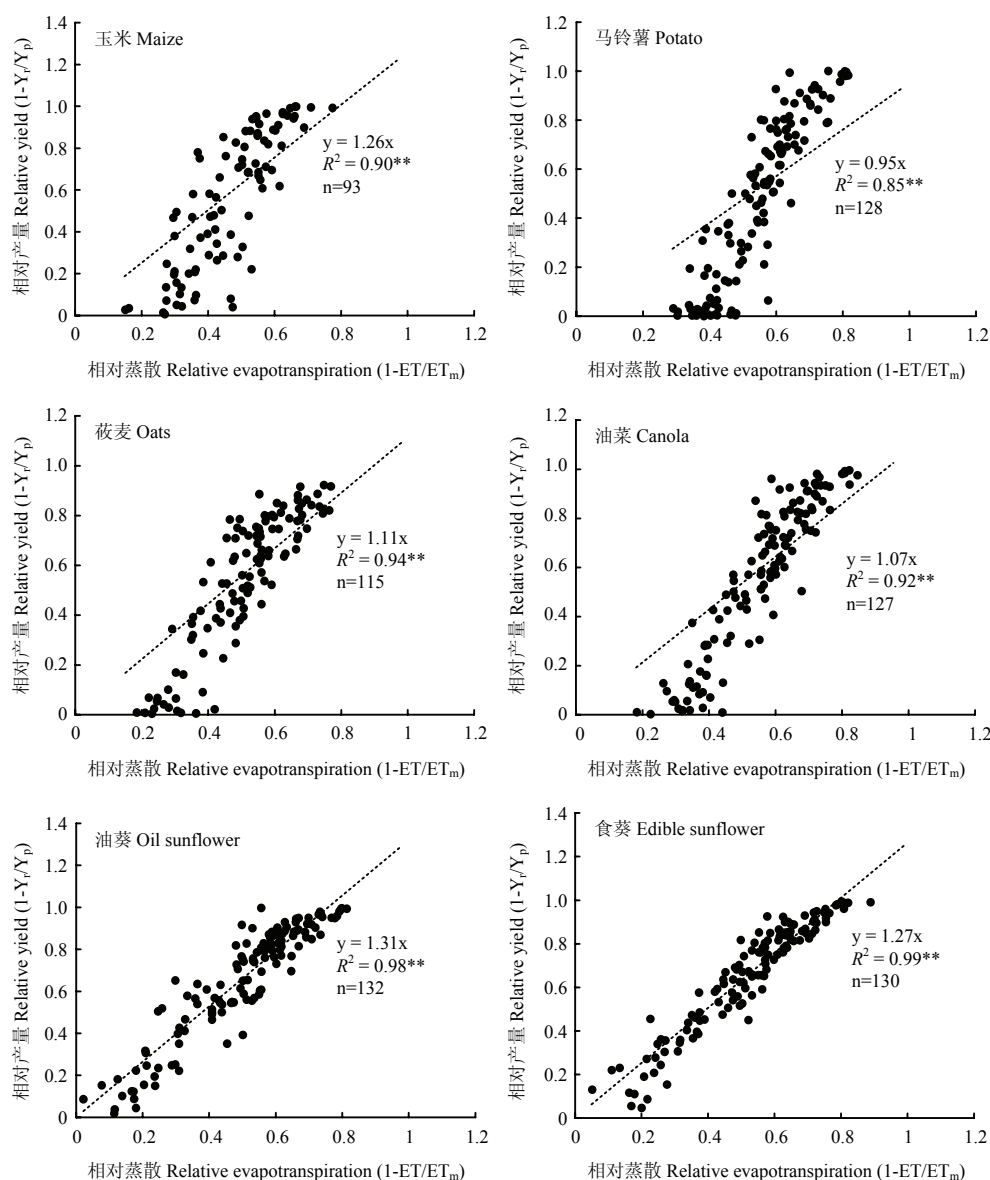 1.4
1.2
1.0
0.8
0.6
0.4
0.2
0
相对产量 Relative yield (1-Yr/Yp)
玉米 Maize
y = 1.26x
R² = 0.90**
n=93
0 0.2 0.4 0.6 0.8 1 1.2
相对蒸散 Relative evapotranspiration (1-ET/ETm)
1.2
1.0
0.8
0.6
0.4
0.2
0
相对产量 Relative yield (1-Yr/Yp)
马铃薯 Potato
y = 0.95x
R² = 0.85**
n=128
0 0.2 0.4 0.6 0.8 1 1.2
相对蒸散 Relative evapotranspiration (1-ET/ETm)
1.2
1.0
0.8
0.6
0.4
0.2
0
相对产量 Relative yield (1-Yr/Yp)
莜麦 Oats
y = 1.11x
R² = 0.94**
n=115
0 0.2 0.4 0.6 0.8 1 1.2
相对蒸散 Relative evapotranspiration (1-ET/ETm)
1.2
1.0
0.8
0.6
0.4
0.2
0
相对产量 Relative yield (1-Yr/Yp)
油菜 Canola
y = 1.07x
R² = 0.92**
n=127
0 0.2 0.4 0.6 0.8 1 1.2
相对蒸散 Relative evapotranspiration (1-ET/ETm)
1.4
1.2
1.0
0.8
0.6
0.4
0.2
0
相对产量 Relative yield (1-Yr/Yp)
油葵 Oil sunflower
y = 1.31x
R² = 0.98**
n=132
0 0.2 0.4 0.6 0.8 1 1.2
相对蒸散 Relative evapotranspiration (1-ET/ETm)
1.4
1.2
1.0
0.8
0.6
0.4
0.2
0
相对产量 Relative yield (1-Yr/Yp)
食葵 Edible sunflower
y = 1.27x
R² = 0.99**
n=130
0 0.2 0.4 0.6 0.8 1 1.2
相对蒸散 Relative evapotranspiration (1-ET/ETm)